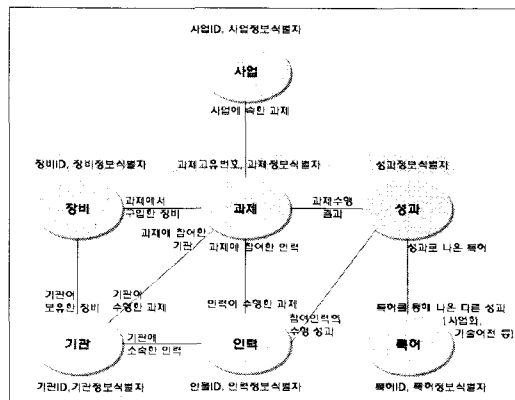 사업ID, 사업정보식별자
사업
사업에 속한 과제
장비ID, 장비정보식별자
과제고유번호, 과제정보식별자
성과정보식별자
장비
과제에서
구입한 장비
과제
과제수행
성과
과제에 참여한
기관
과제에 참여한 인력
성과로 나온 특허
기관이
보유한 장비
기관이
수행한 과제
인력이 수행한 과제
참여인력의
수행 성과
특허를 통해 나온 다른 성과
(사업화,
기술이전 등)
기관
기관에
소속한 인력
인력
특허
기관ID, 기관정보식별자
인물ID, 인력정보식별자
특허ID, 특허정보식별자